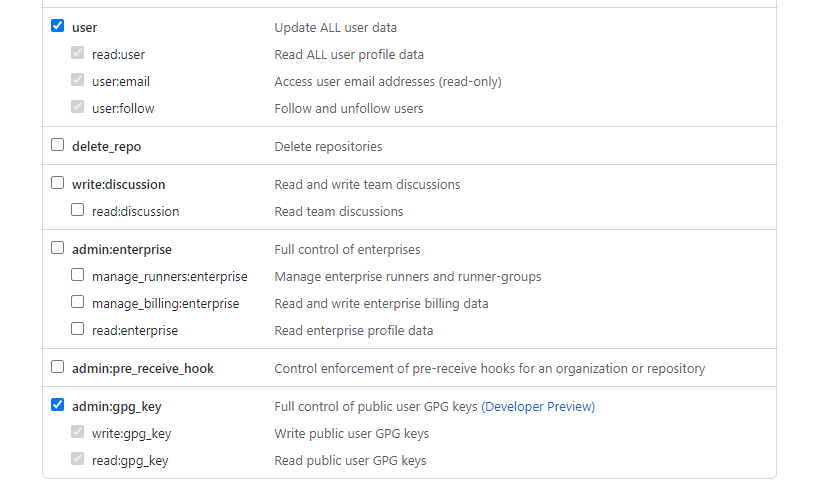 user Update ALL user data
read:user Read ALL user profile data
user:email Access user email addresses (read-only)
user:follow Follow and unfollow users
delete_repo Delete repositories
write:discussion Read and write team discussions
read:discussion Read team discussions
admin:enterprise Full control of enterprises
manage_runners:enterprise Manage enterprise runners and runner-groups
manage_billing:enterprise Read and write enterprise billing data
read:enterprise Read enterprise profile data
admin:pre_receive_hook Control enforcement of pre-receive hooks for an organization or repository
admin:gpg_key Full control of public user GPG keys (Developer Preview)
write:gpg_key Write public user GPG keys
read:gpg_key Read public user GPG keys